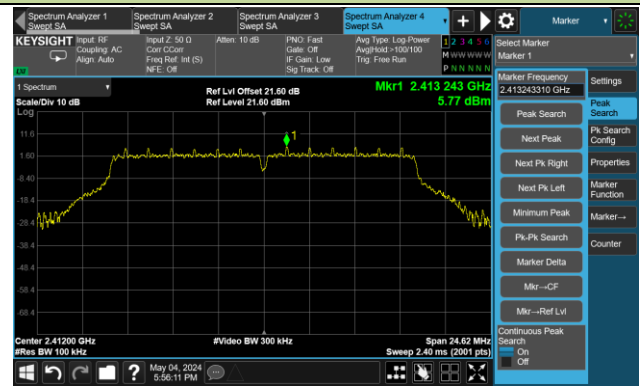 Spectrum Analyzer 1
Swept SA
Spectrum Analyzer 2
Swept SA
Spectrum Analyzer 3
Swept SA
Spectrum Analyzer 4
Swept SA
Marker
KEYSIGHT
Input: RF
Coupling: AC
Align: Auto
Input Z: 50 Ω
Corr CCorr
Freq Ref: Int (S)
NFE: Off
Atten: 10 dB
PNO: Fast
Gate: Off
IF Gain: Low
Sig Track: Off
Avg Type: Log-Power
Avg|Hold:>100/100
Trig: Free Run
1 2 3 4 5 6
M W W W W W
P N N N N N
Select Marker
Marker 1
1 Spectrum
Scale/Div 10 dB
Log
Ref Lvl Offset 21.60 dB
Ref Level 21.60 dBm
Mkr1 2.413 243 GHz
5.77 dBm
11.6
1.60
-8.40
-18.4
-28.4
-38.4
-48.4
-58.4
-68.4
1
Center 2.41200 GHz
#Res BW 100 kHz
#Video BW 300 kHz
Span 24.62 MHz
Sweep 2.40 ms (2001 pts)
Marker Frequency
2.413243310 GHz
Peak Search
Next Peak
Next Pk Right
Next Pk Left
Minimum Peak
Pk-Pk Search
Marker Delta
Mkr→CF
Mkr→Ref Lvl
Continuous Peak
Search
On
Off
Settings
Peak
Search
Pk Search
Config
Properties
Marker
Function
Marker→
Counter
?
May 04, 2024
5:56:11 PM